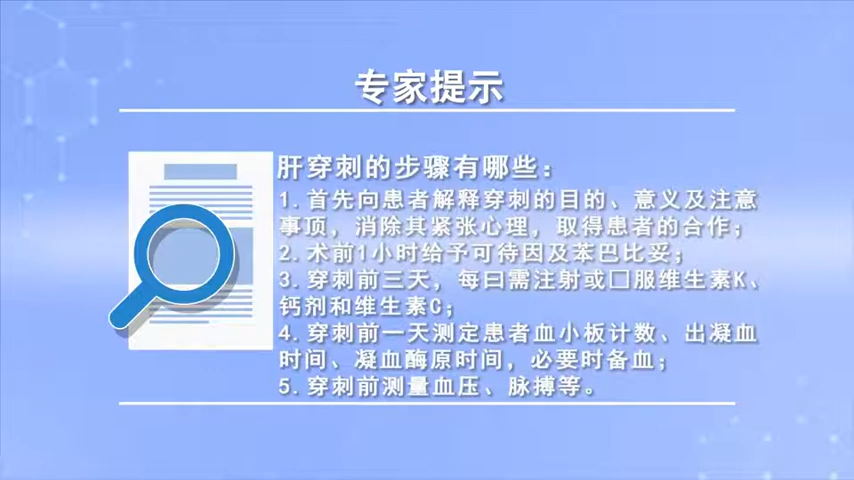 专家提示
肝穿刺的步骤有哪些：
1. 首先向患者解释穿刺的目的、意义及注意
事项，消除其紧张心理，取得患者的合作；
2. 术前1小时给予可待因及苯巴比妥；
3. 穿刺前三天，每曰需注射或口服维生素K、
钙剂和维生素C；
4. 穿刺前一天测定患者血小板计数、出凝血
时间、凝血酶原时间，必要时备血；
5. 穿刺前测量血压、脉搏等。